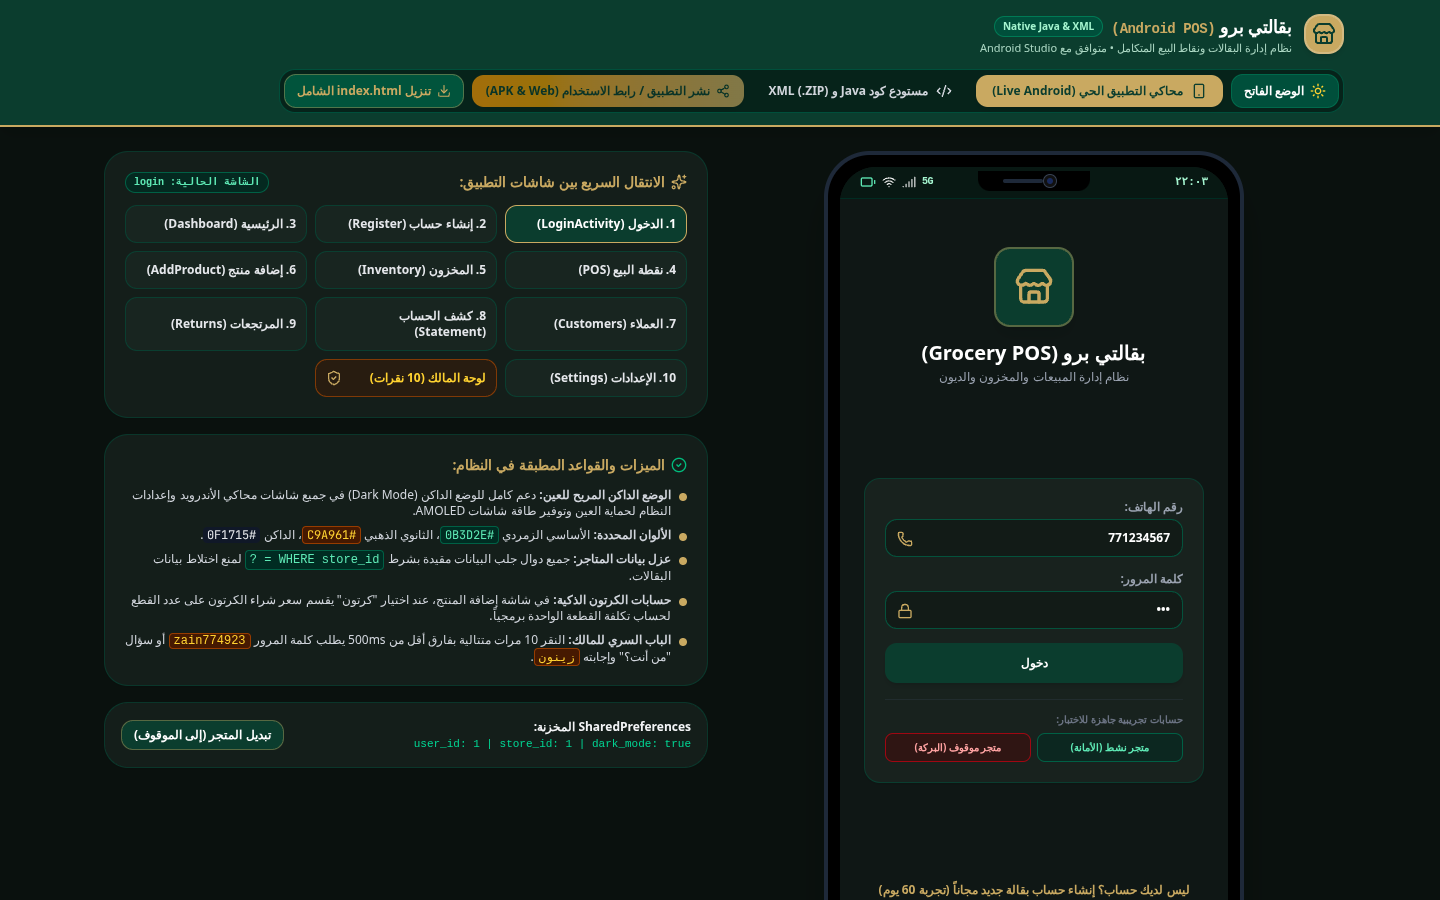 بقالتي برو (Android POS) Native Java & XML
نظام إدارة البقالات ونقاط البيع المتكامل • متوافق مع Android Studio
الوضع الفاتح
محاكي التطبيق الحي (Live Android)
مستودع كود Java و XML (.ZIP)
نشر التطبيق / رابط الاستخدام (APK & Web)
تنزيل index.html الشامل
٢٢:٠٣
5G
بقالتي برو (Grocery POS)
نظام إدارة المبيعات والمخزون والديون
رقم الهاتف:
771234567
كلمة المرور:
•••
دخول
حسابات تجريبية جاهزة للاختبار:
متجر نشط (الأمانة)
متجر موقوف (البركة)
ليس لديك حساب؟ إنشاء حساب بقالة جديد مجاناً (تجربة 60 يوم)
الانتقال السريع بين شاشات التطبيق:
الشاشة الحالية: login
1. الدخول (LoginActivity)
2. إنشاء حساب (Register)
3. الرئيسية (Dashboard)
4. نقطة البيع (POS)
5. المخزون (Inventory)
6. إضافة منتج (AddProduct)
7. العملاء (Customers)
8. كشف الحساب
(Statement)
9. المرتجعات (Returns)
10. الإعدادات (Settings)
لوحة المالك (10 نقرات)
الميزات والقواعد المطبقة في النظام:
الوضع الداكن المريح للعين: دعم كامل للوضع الداكن (Dark Mode) في جميع شاشات محاكي الأندرويد وإعدادات
النظام لحماية العين وتوفير طاقة شاشات AMOLED.
الألوان المحددة: الأساسي الزمردي #0B3D2E، الثانوي الذهبي #C9A961، الداكن #0F1715.
عزل بيانات المتاجر: جميع دوال جلب البيانات مقيدة بشرط WHERE store_id = ? لمنع اختلاط بيانات
البقالات.
حسابات الكرتون الذكية: في شاشة إضافة المنتج، عند اختيار "كرتون" يقسم سعر شراء الكرتون على عدد القطع
لحساب تكلفة القطعة الواحدة برمجياً.
الباب السري للمالك: النقر 10 مرات متتالية بفارق أقل من 500ms يطلب كلمة المرور zain774923 أو سؤال
"من أنت؟" وإجابته زينون.
SharedPreferences المخزنة:
user_id: 1 | store_id: 1 | dark_mode: true
تبديل المتجر (إلى الموقوف)